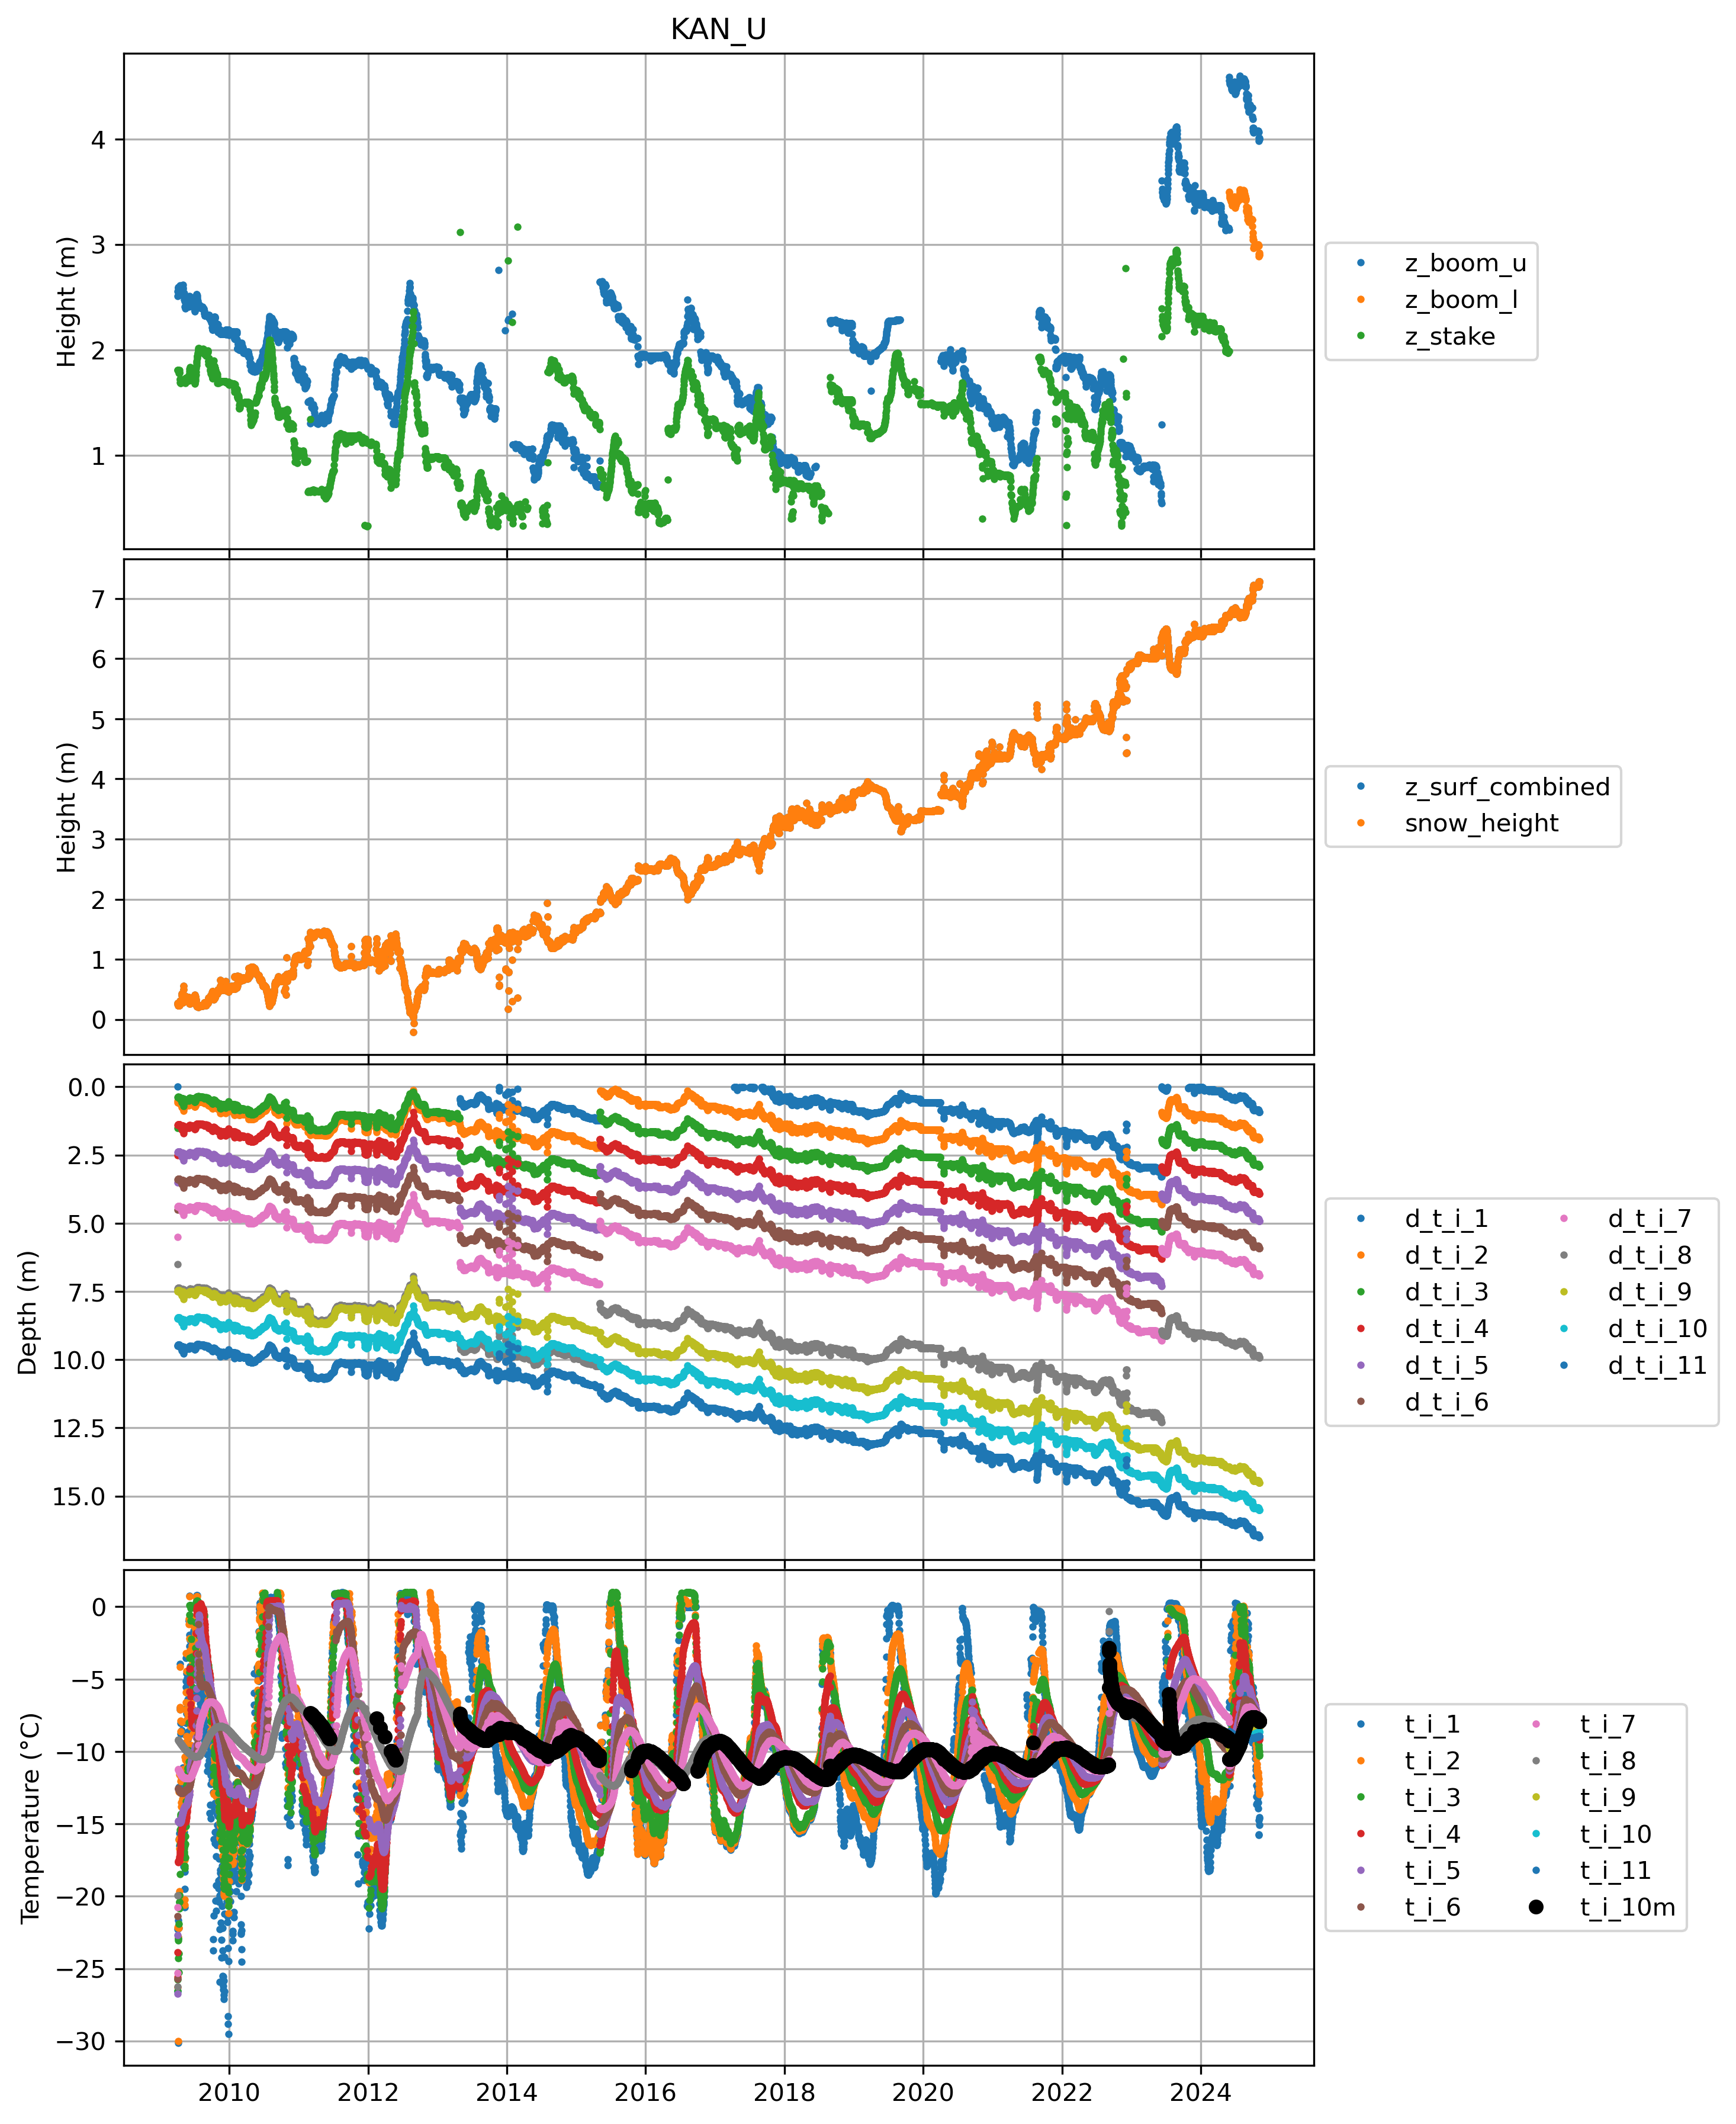 KAN_U
Height (m)
4
3
2
1
z_boom_u
z_boom_l
z_stake
Height (m)
7
6
5
4
3
2
1
0
z_surf_combined
snow_height
Depth (m)
0.0
2.5
5.0
7.5
10.0
12.5
15.0
d_t_i_1
d_t_i_2
d_t_i_3
d_t_i_4
d_t_i_5
d_t_i_6
d_t_i_7
d_t_i_8
d_t_i_9
d_t_i_10
d_t_i_11
Temperature (°C)
0
−5
−10
−15
−20
−25
−30
t_i_1
t_i_2
t_i_3
t_i_4
t_i_5
t_i_6
t_i_7
t_i_8
t_i_9
t_i_10
t_i_11
t_i_10m
2010 2012 2014 2016 2018 2020 2022 2024